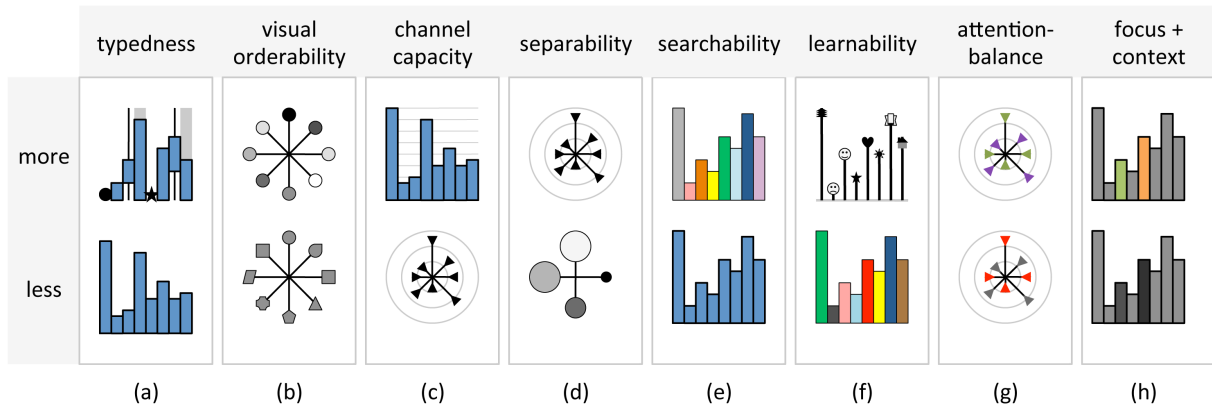 typedness
visual
orderability
channel
capacity
separability
searchability
learnability
attention-
balance
focus +
context
more
less
(a)
(b)
(c)
(d)
(e)
(f)
(g)
(h)